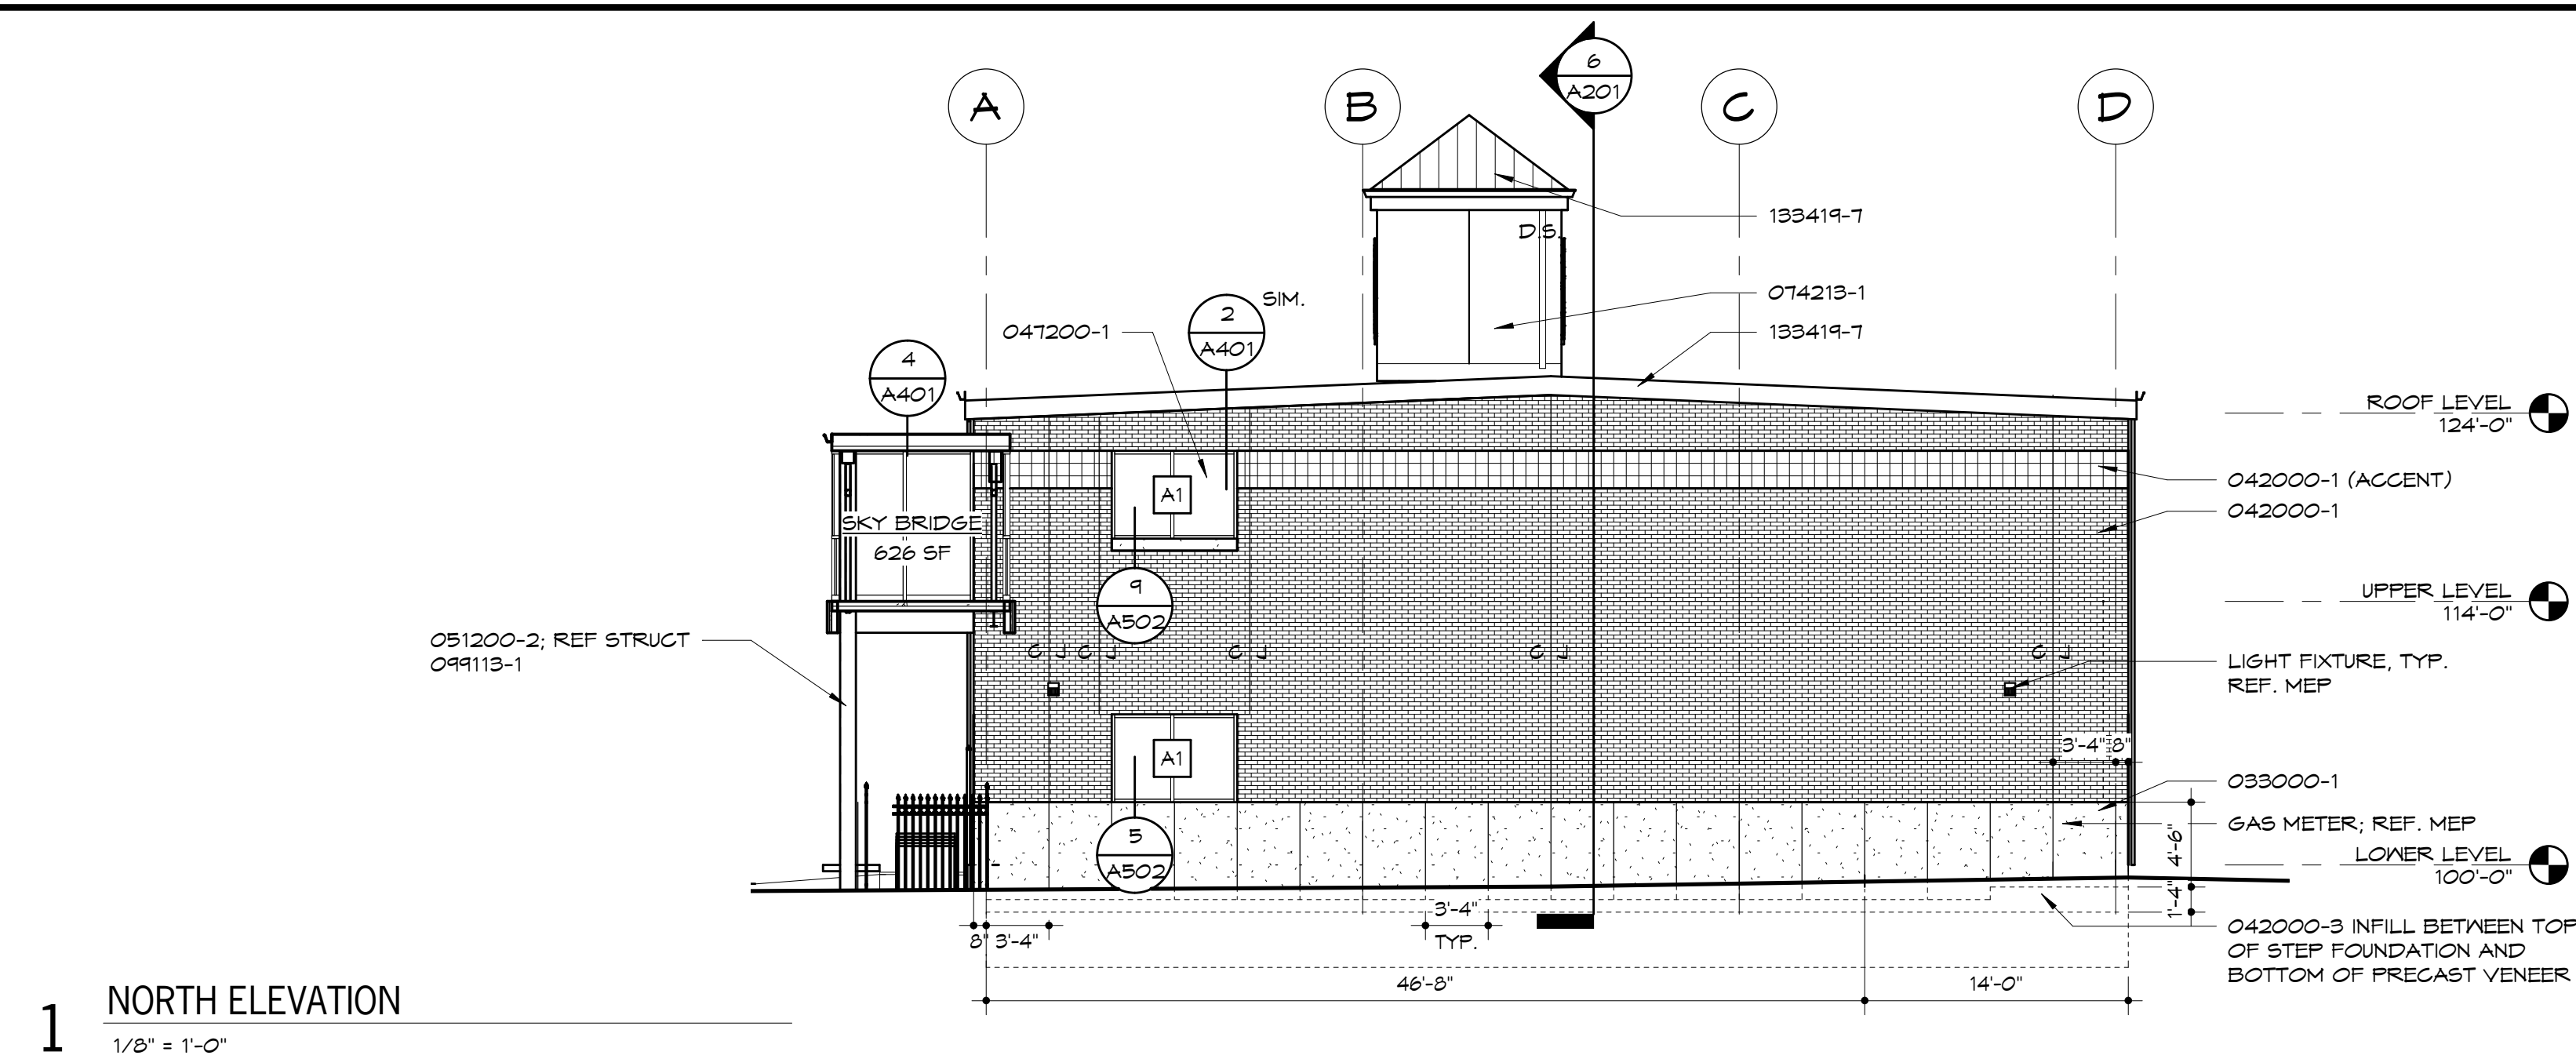 A
B
C
D
6
A201
133419-7
D.S.
074213-1
133419-7
SIM.
2
A401
047200-1
4
A401
ROOF LEVEL
124'-0"
042000-1 (ACCENT)
042000-1
A1
SKY BRIDGE
626 SF
9
A502
UPPER LEVEL
114'-0"
051200-2; REF STRUCT
099113-1
CJ CJ CJ CJ CJ
LIGHT FIXTURE, TYP.
REF. MEP
A1
3'-4" 8"
033000-1
GAS METER; REF. MEP
4'-6"
5
A502
LOWER LEVEL
100'-0"
1'-4"
3'-4"
TYP.
8" 3'-4"
042000-3 INFILL BETWEEN TOP
OF STEP FOUNDATION AND
BOTTOM OF PRECAST VENEER
46'-8"
14'-0"
1
NORTH ELEVATION
1/8" = 1'-0"